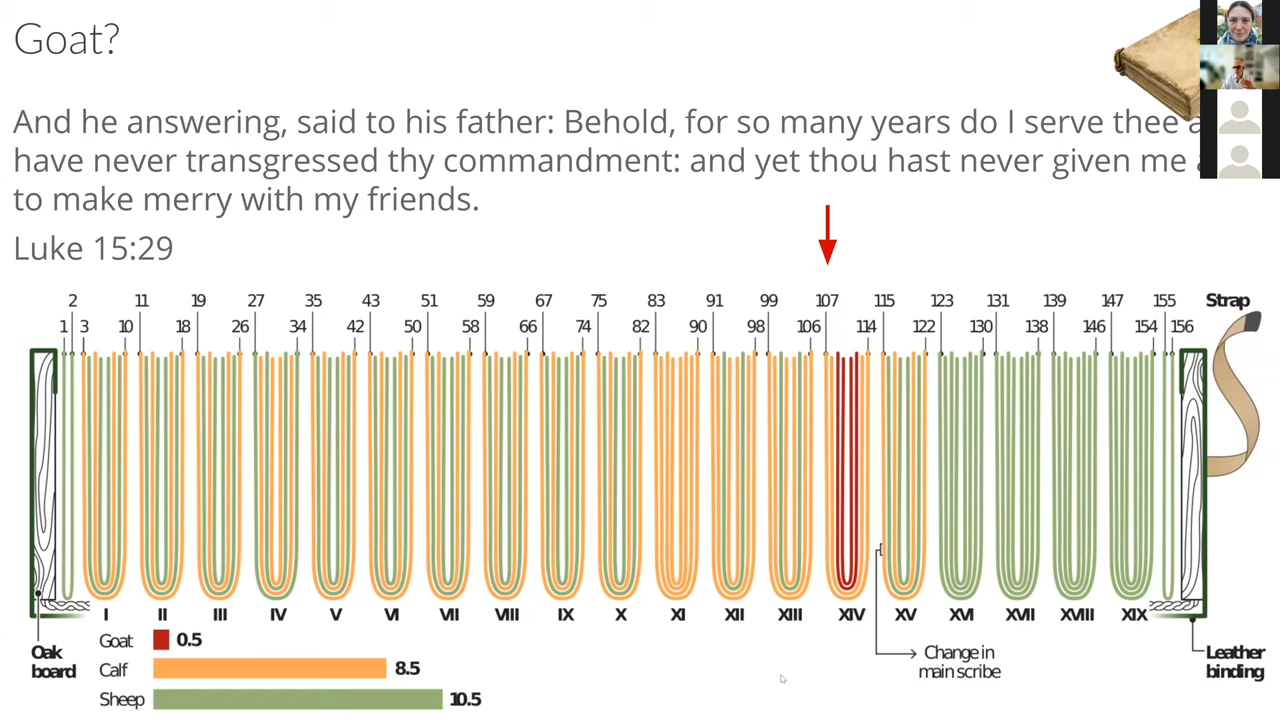 Goat?
And he answering, said to his father: Behold, for so many years do I serve thee
have never transgressed thy commandment: and yet thou hast never given me
to make merry with my friends.
Luke 15:29
2 11 19 27 35 43 51 59 67 75 83 91 99 107 115 123 131 139 147 155 Strap
1 3 10 18 26 34 42 50 58 66 74 82 90 98 106 114 122 130 138 146 154 156
I II III IV V VI VII VIII IX X XI XII XIII XIV XV XVI XVII XVIII XIX
Goat 0.5
Calf 8.5
Sheep 10.5
Oak
board
Change in
main scribe
Leather
binding